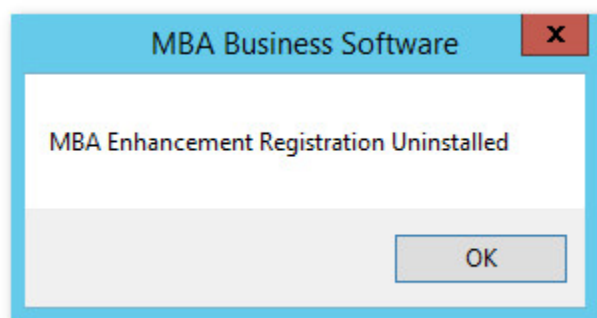 MBA Business Software
x
MBA Enhancement Registration Uninstalled
OK